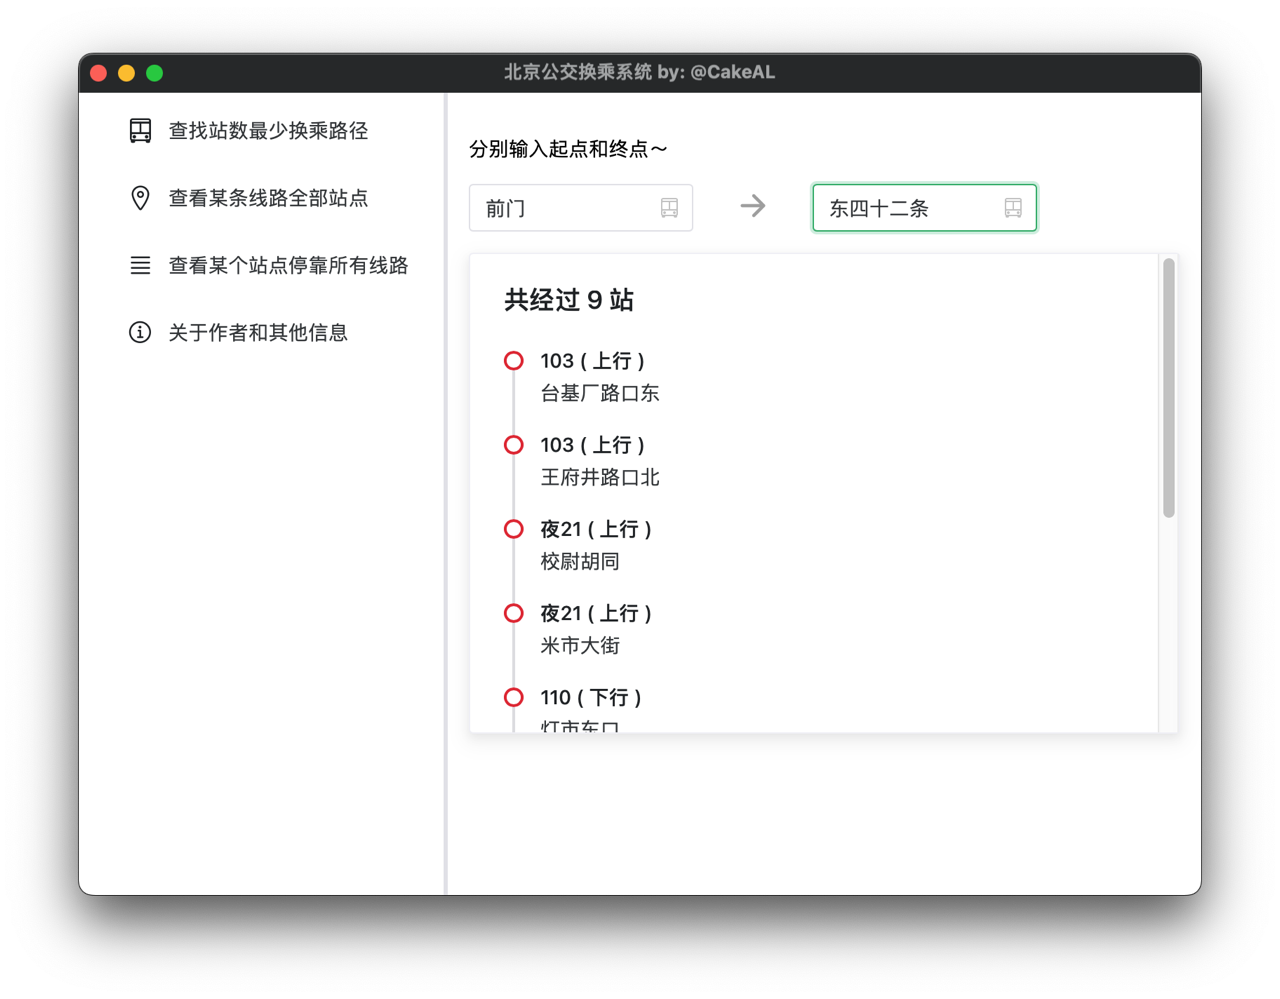 北京公交换乘系统 by: @CakeAL
查找站数最少换乘路径
查看某条线路全部站点
查看某个站点停靠所有线路
关于作者和其他信息
分别输入起点和终点～
前门
东四十二条
共经过 9 站
103 ( 上行 )
台基厂路口东
103 ( 上行 )
王府井路口北
夜21 ( 上行 )
校尉胡同
夜21 ( 上行 )
米市大街
110 ( 下行 )
灯市东口